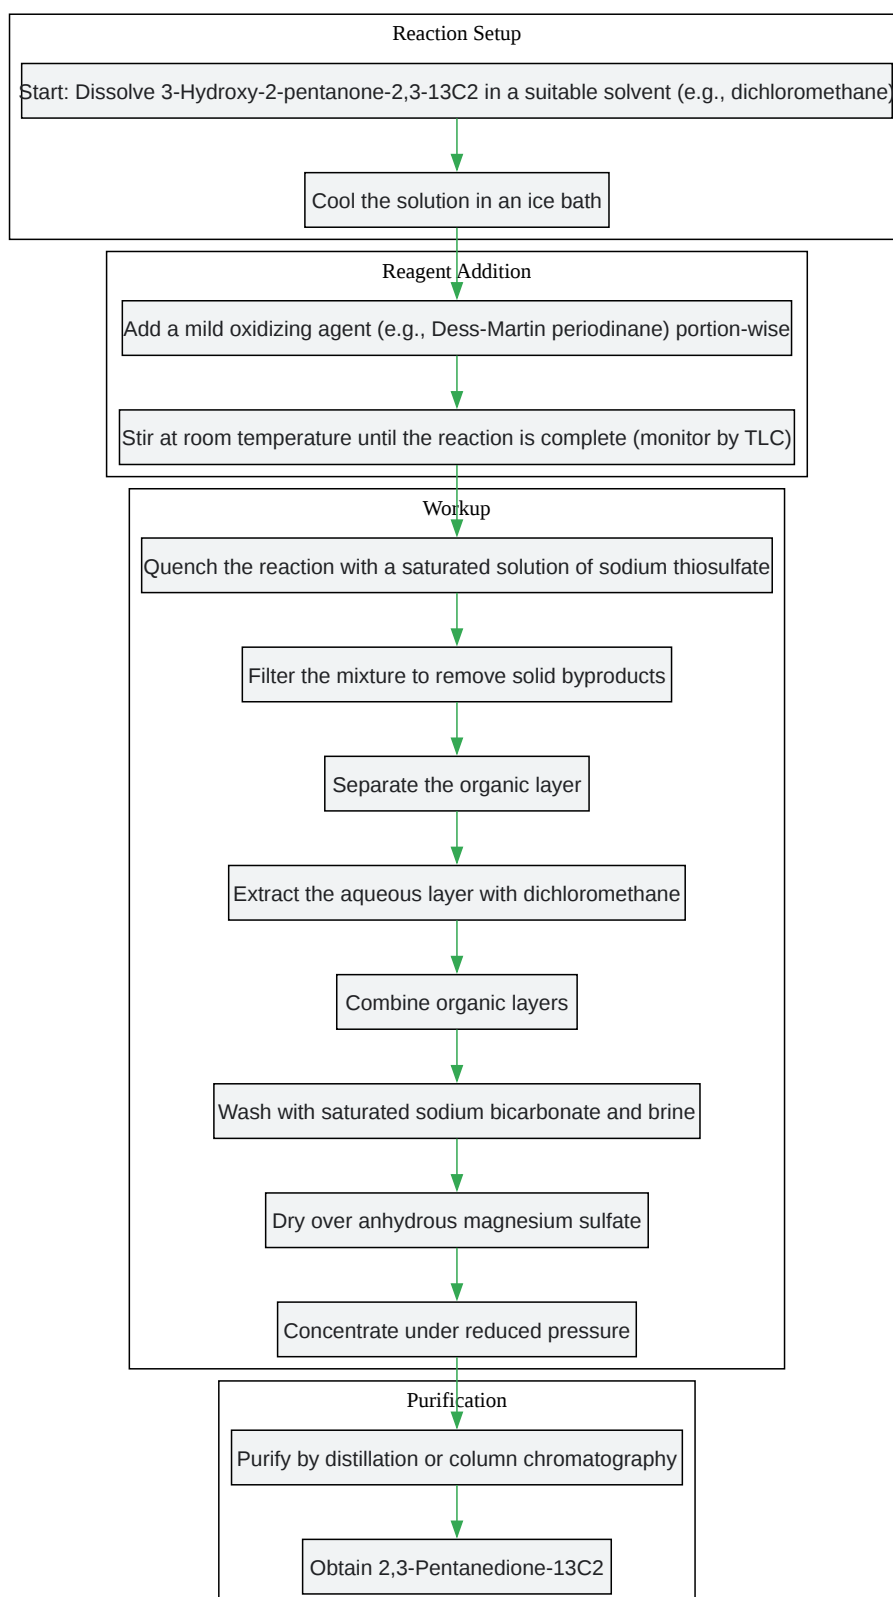 Reaction Setup
Start: Dissolve 3-Hydroxy-2-pentanone-2,3-13C2 in a suitable solvent (e.g., dichloromethane)
Cool the solution in an ice bath
Reagent Addition
Add a mild oxidizing agent (e.g., Dess-Martin periodinane) portion-wise
Stir at room temperature until the reaction is complete (monitor by TLC)
Workup
Quench the reaction with a saturated solution of sodium thiosulfate
Filter the mixture to remove solid byproducts
Separate the organic layer
Extract the aqueous layer with dichloromethane
Combine organic layers
Wash with saturated sodium bicarbonate and brine
Dry over anhydrous magnesium sulfate
Concentrate under reduced pressure
Purification
Purify by distillation or column chromatography
Obtain 2,3-Pentanedione-13C2